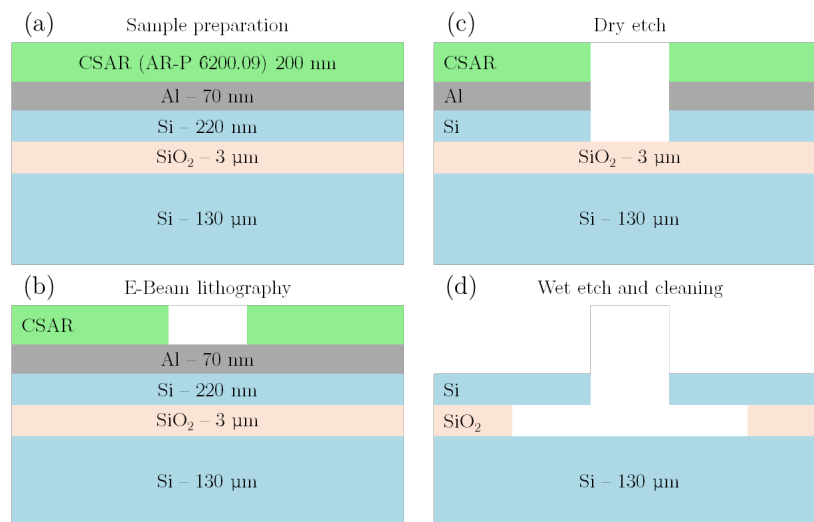 (a) Sample preparation
CSAR (AR-P 6200.09) 200 nm
Al – 70 nm
Si – 220 nm
SiO₂ – 3 µm
Si – 130 µm
(b) E-Beam lithography
CSAR
Al – 70 nm
Si – 220 nm
SiO₂ – 3 µm
Si – 130 µm
(c) Dry etch
CSAR
Al
Si
SiO₂ – 3 µm
Si – 130 µm
(d) Wet etch and cleaning
Si
SiO₂
Si – 130 µm